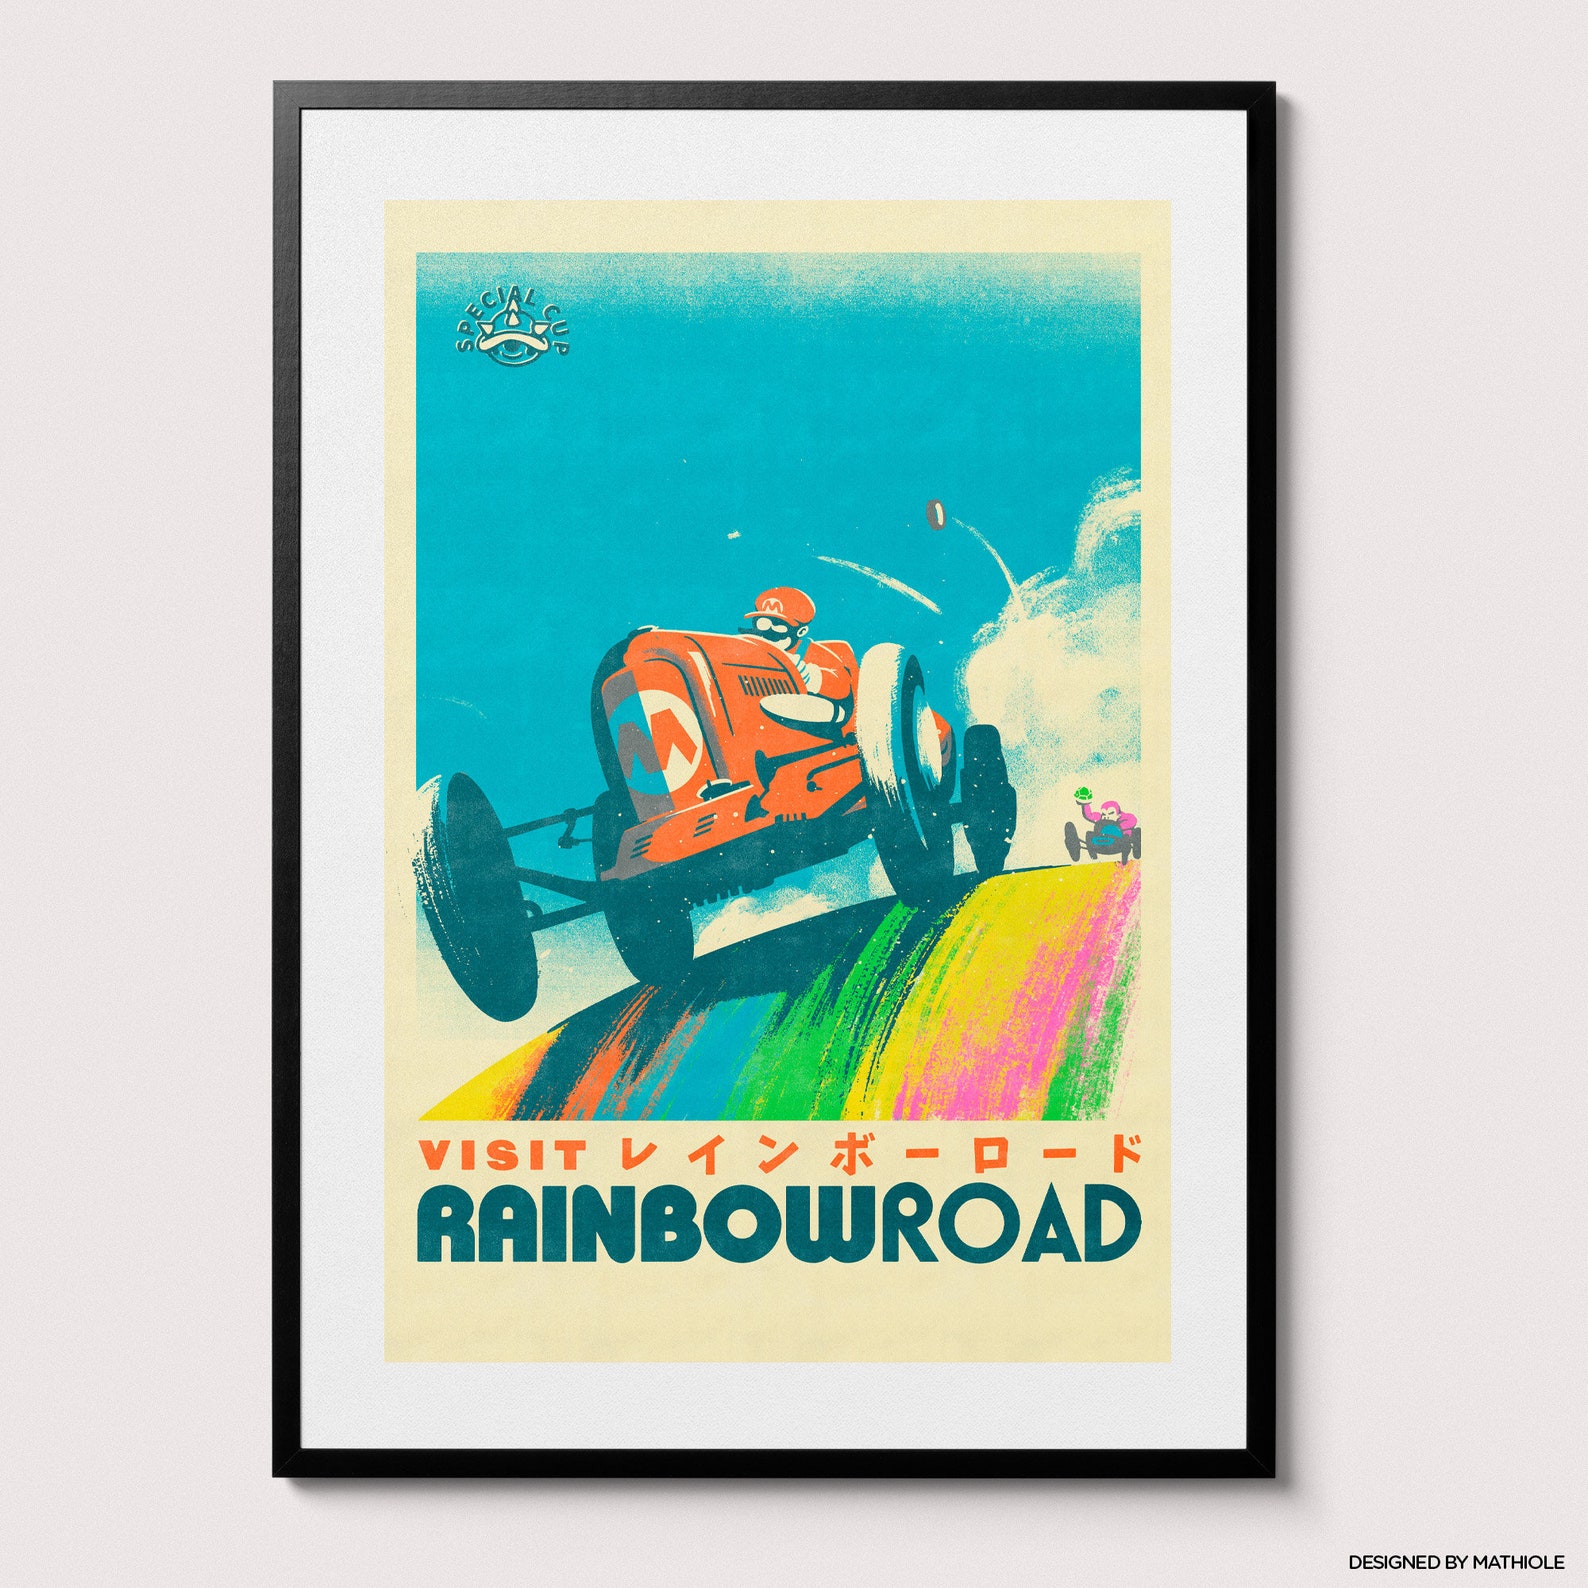 SPECIAL CUP
M
M
VISIT レインボーロード
RAINBOWROAD
DESIGNED BY MATHIOLE